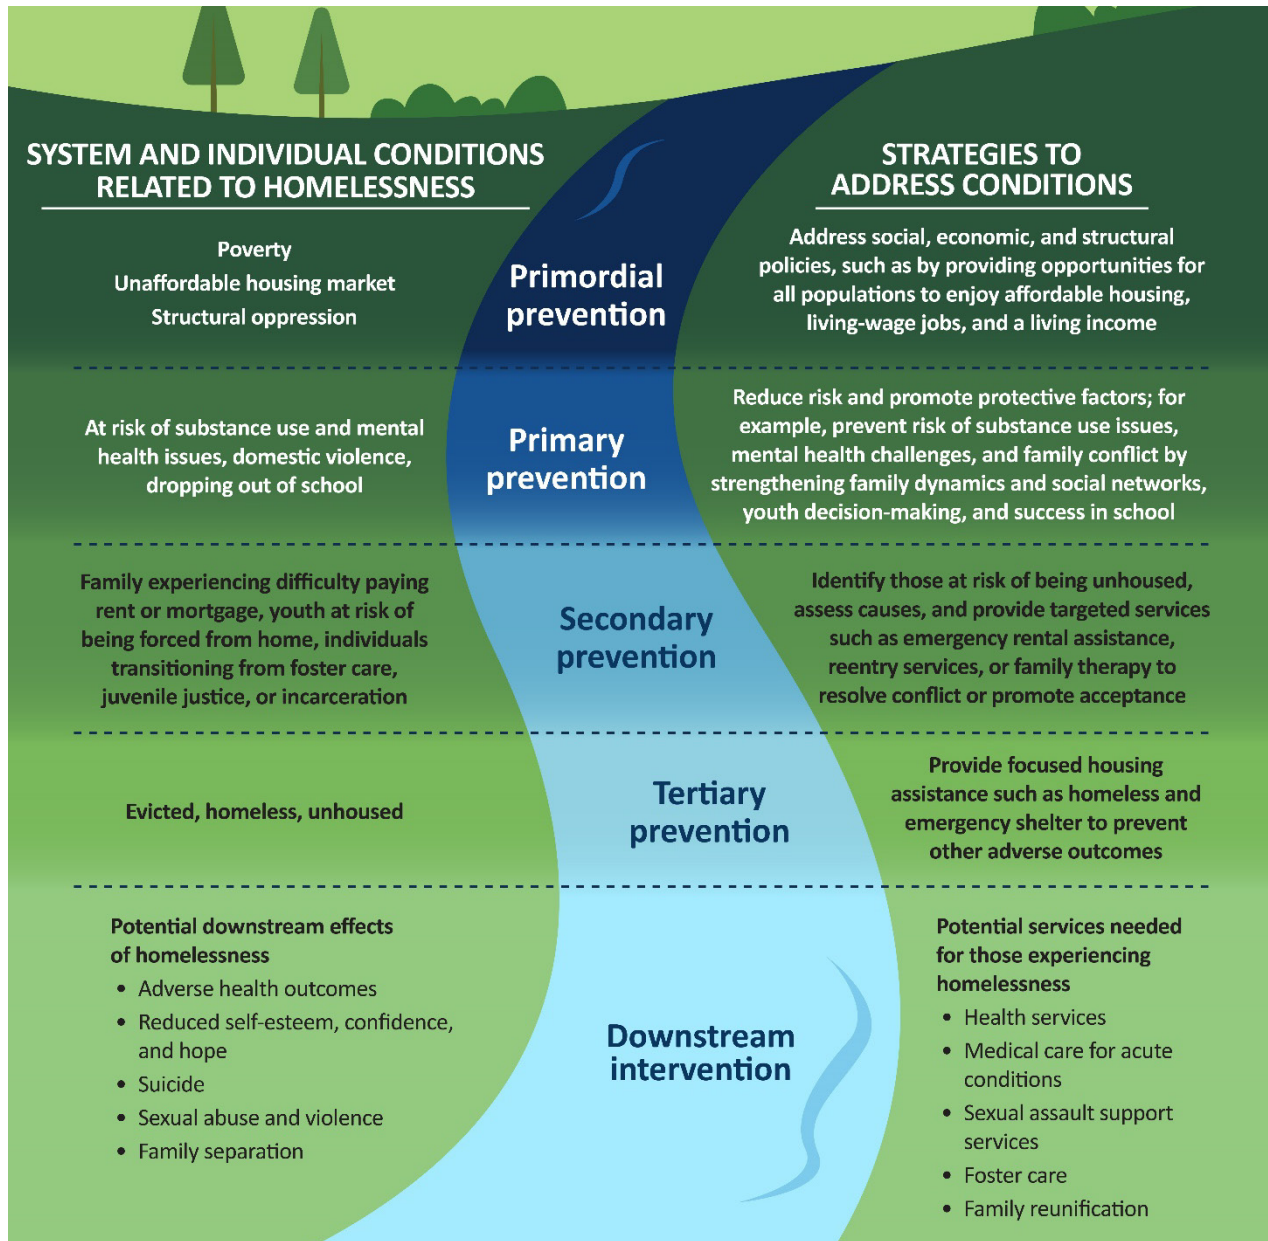 SYSTEM AND INDIVIDUAL CONDITIONS
RELATED TO HOMELESSNESS
STRATEGIES TO
ADDRESS CONDITIONS
Poverty
Unaffordable housing market
Structural oppression
Primordial
prevention
Address social, economic, and structural
policies, such as by providing opportunities for
all populations to enjoy affordable housing,
living-wage jobs, and a living income
At risk of substance use and mental
health issues, domestic violence,
dropping out of school
Primary
prevention
Reduce risk and promote protective factors; for
example, prevent risk of substance use issues,
mental health challenges, and family conflict by
strengthening family dynamics and social networks,
youth decision-making, and success in school
Family experiencing difficulty paying
rent or mortgage, youth at risk of
being forced from home, individuals
transitioning from foster care,
juvenile justice, or incarceration
Secondary
prevention
Identify those at risk of being unhoused,
assess causes, and provide targeted services
such as emergency rental assistance,
reentry services, or family therapy to
resolve conflict or promote acceptance
Evicted, homeless, unhoused
Tertiary
prevention
Provide focused housing
assistance such as homeless and
emergency shelter to prevent
other adverse outcomes
Potential downstream effects
of homelessness
• Adverse health outcomes
• Reduced self-esteem, confidence,
and hope
• Suicide
• Sexual abuse and violence
• Family separation
Downstream
intervention
Potential services needed
for those experiencing
homelessness
• Health services
• Medical care for acute
conditions
• Sexual assault support
services
• Foster care
• Family reunification